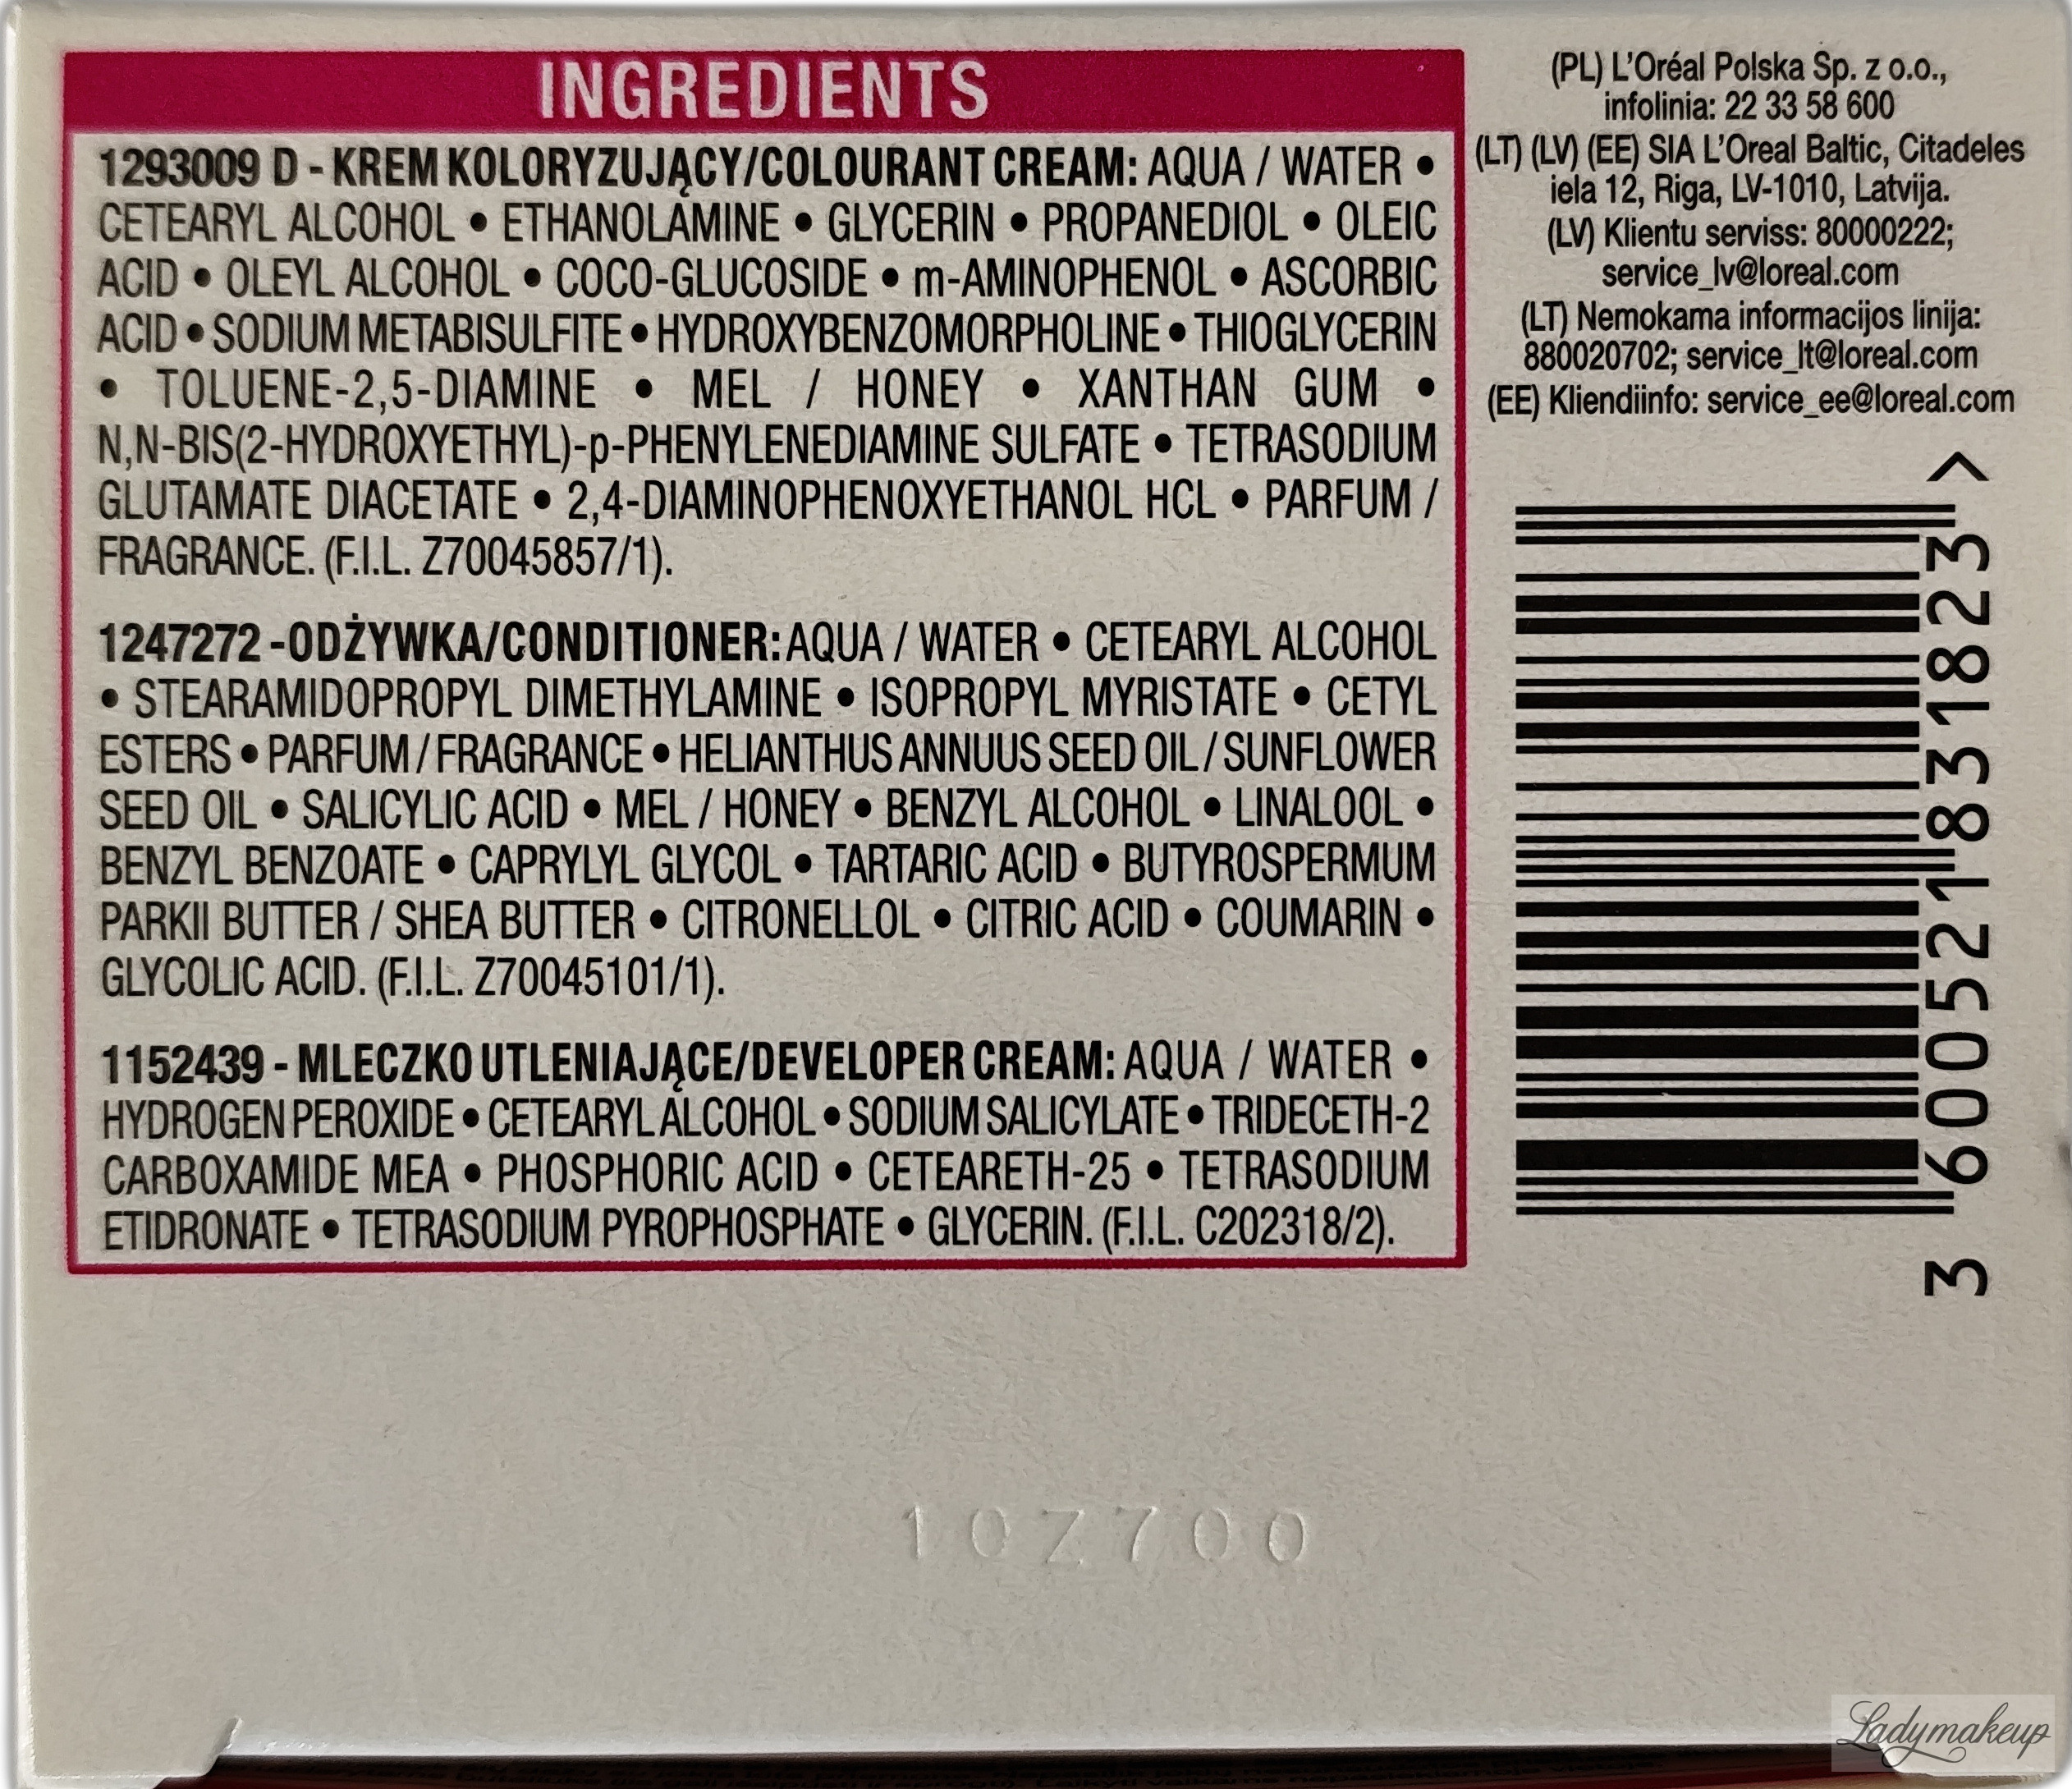 INGREDIENTS
1293009 D - KREM KOLORYZUJĄCY/COLOURANT CREAM: AQUA / WATER •
CETEARYL ALCOHOL • ETHANOLAMINE • GLYCERIN • PROPANEDIOL • OLEIC
ACID • OLEYL ALCOHOL • COCO-GLUCOSIDE • m-AMINOPHENOL • ASCORBIC
ACID • SODIUM METABISULFITE • HYDROXYBENZOMORPHOLINE • THIOGLYCERIN
• TOLUENE-2,5-DIAMINE • MEL / HONEY • XANTHAN GUM •
N,N-BIS(2-HYDROXYETHYL)-p-PHENYLENEDIAMINE SULFATE • TETRASODIUM
GLUTAMATE DIACETATE • 2,4-DIAMINOPHENOXYETHANOL HCL • PARFUM /
FRAGRANCE. (F.I.L. Z70045857/1).
1247272 -ODŻYWKA/CONDITIONER: AQUA / WATER • CETEARYL ALCOHOL
• STEARAMIDOPROPYL DIMETHYLAMINE • ISOPROPYL MYRISTATE • CETYL
ESTERS • PARFUM / FRAGRANCE • HELIANTHUS ANNUUS SEED OIL / SUNFLOWER
SEED OIL • SALICYLIC ACID • MEL / HONEY • BENZYL ALCOHOL • LINALOOL •
BENZYL BENZOATE • CAPRYLYL GLYCOL • TARTARIC ACID • BUTYROSPERMUM
PARKII BUTTER / SHEA BUTTER • CITRONELLOL • CITRIC ACID • COUMARIN •
GLYCOLIC ACID. (F.I.L. Z70045101/1).
1152439 - MLECZKO UTLENIAJĄCE/DEVELOPER CREAM: AQUA / WATER •
HYDROGEN PEROXIDE • CETEARYL ALCOHOL • SODIUM SALICYLATE • TRIDECETH-2
CARBOXAMIDE MEA • PHOSPHORIC ACID • CETEARETH-25 • TETRASODIUM
ETIDRONATE • TETRASODIUM PYROPHOSPHATE • GLYCERIN. (F.I.L. C202318/2).
(PL) L'Oréal Polska Sp. z o.o.,
infolinia: 22 33 58 600
(LT) (LV) (EE) SIA L'Oreal Baltic, Citadeles
iela 12, Riga, LV-1010, Latvija.
(LV) Klientu serviss: 80000222;
service_lv@loreal.com
(LT) Nemokama informacijos linija:
880020702; service_lt@loreal.com
(EE) Kliendiinfo: service_ee@loreal.com
3 600521 831823 >
10Z700
Ladymakeup